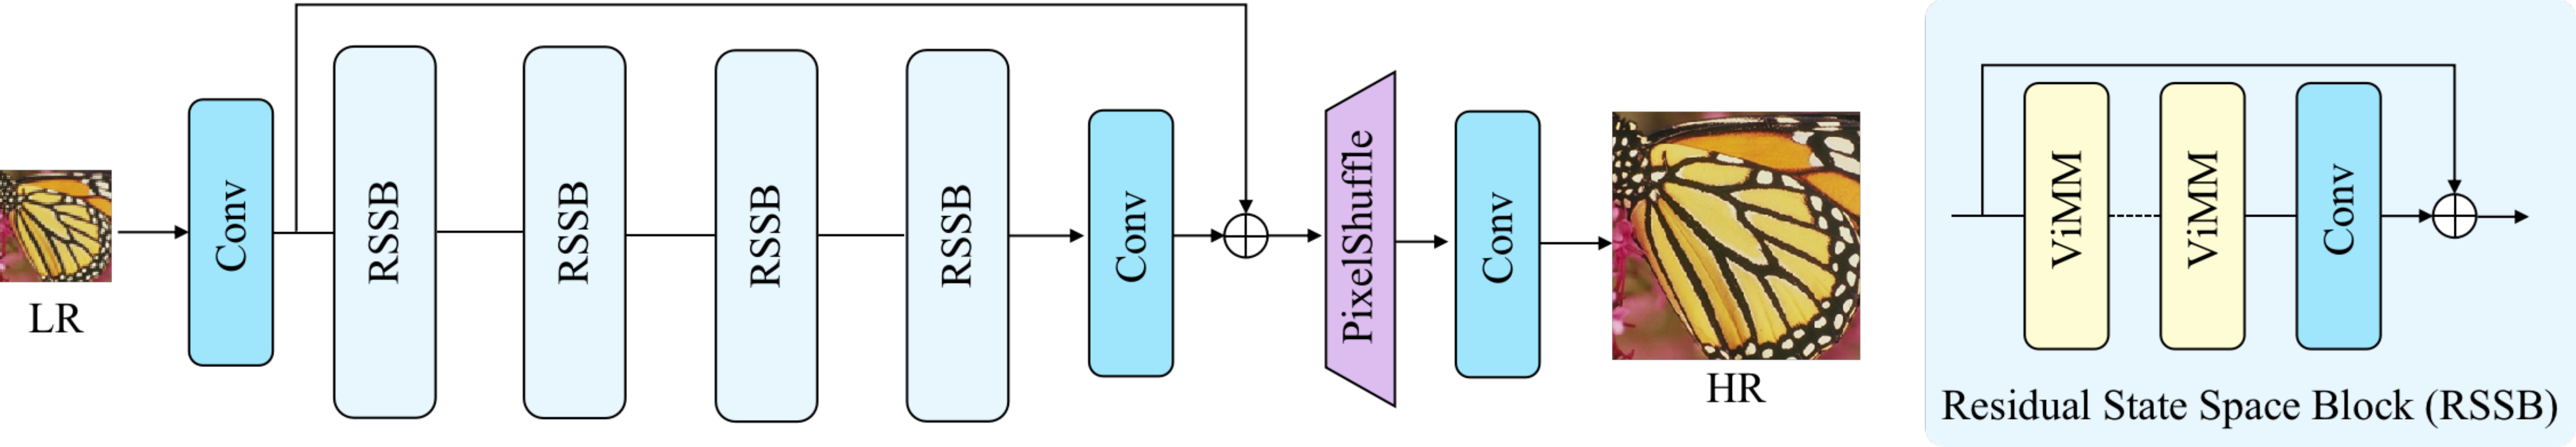 LR
Conv
RSSB
RSSB
RSSB
RSSB
Conv
PixelShuffle
Conv
HR
ViMM
ViMM
Conv
Residual State Space Block (RSSB)